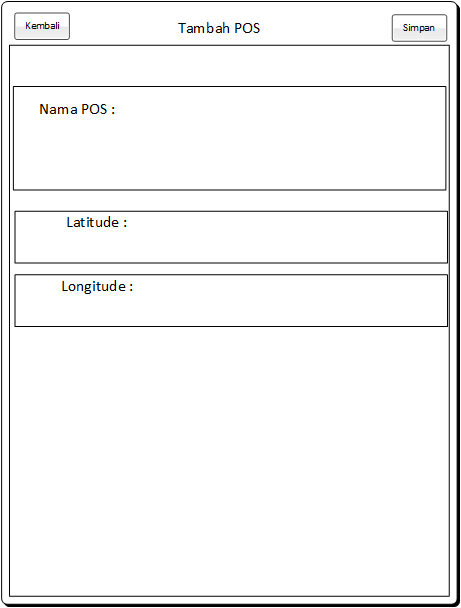 Kembali
Tambah POS
Simpan
Nama POS :
Latitude :
Longitude :